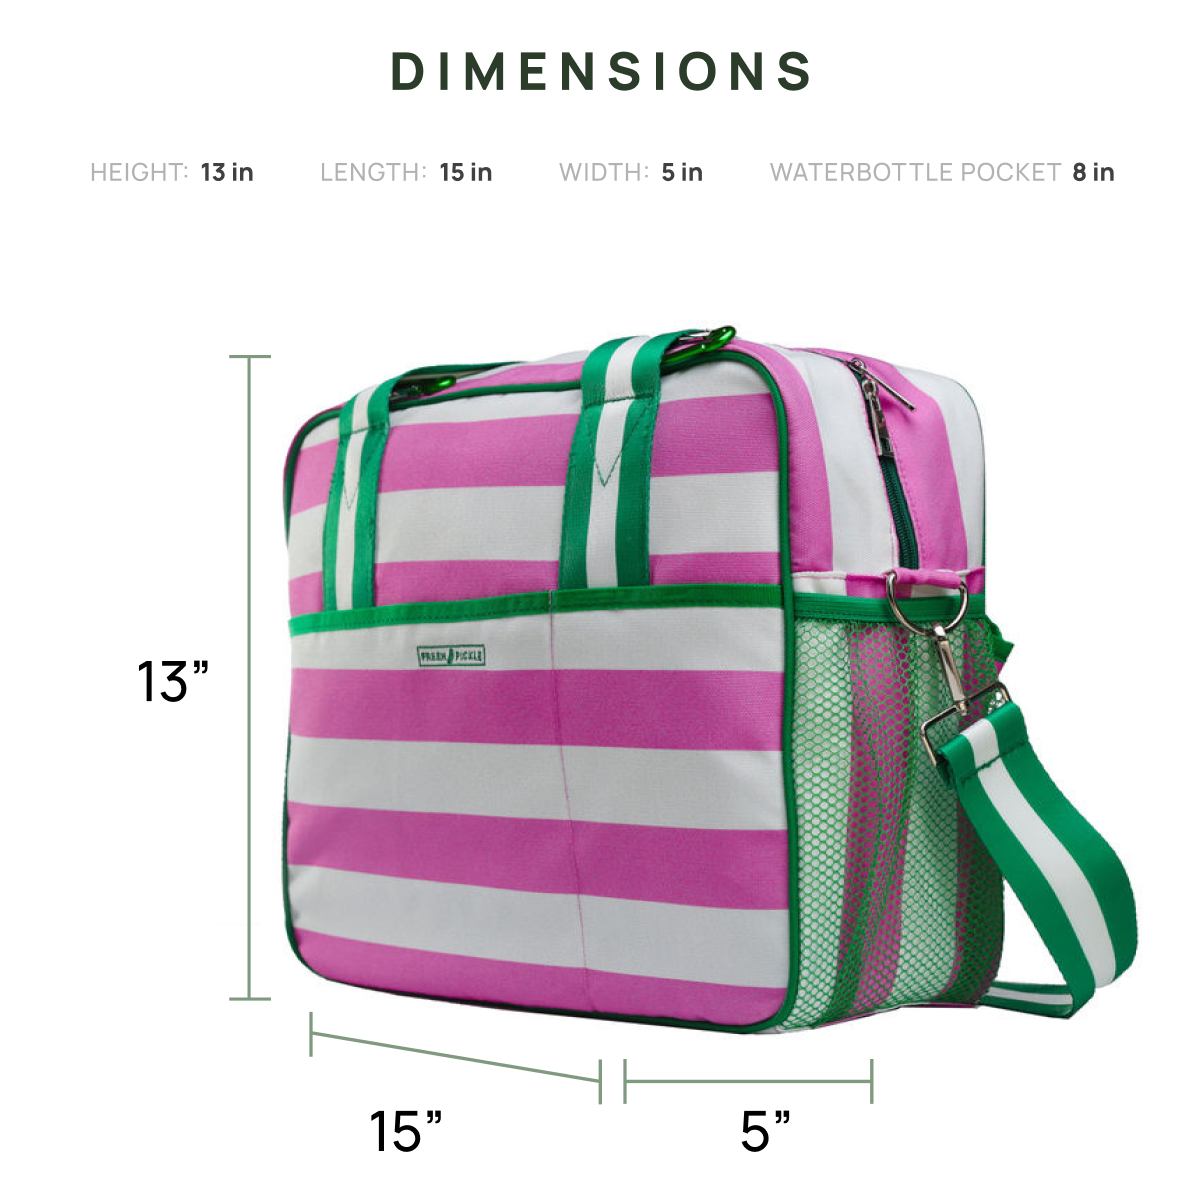 DIMENSIONS
HEIGHT: 13 in LENGTH: 15 in WIDTH: 5 in WATERBOTTLE POCKET 8 in
FRESH PICKLE
13”
15” 5”